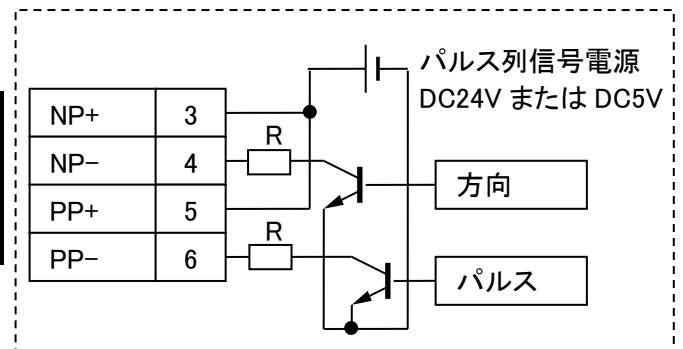 パルス列信号電源
DC24V または DC5V
NP+ 3
R
NP− 4
方向
PP+ 5
R
PP− 6
パルス